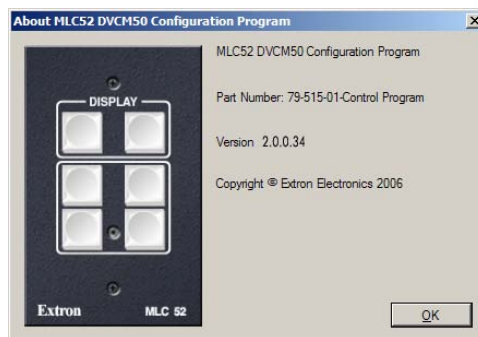 About MLC52 DVCM50 Configuration Program
MLC52 DVCM50 Configuration Program
DISPLAY
Part Number: 79-515-01-Control Program
Version 2.0.0.34
Copyright © Extron Electronics 2006
Extron MLC 52
OK